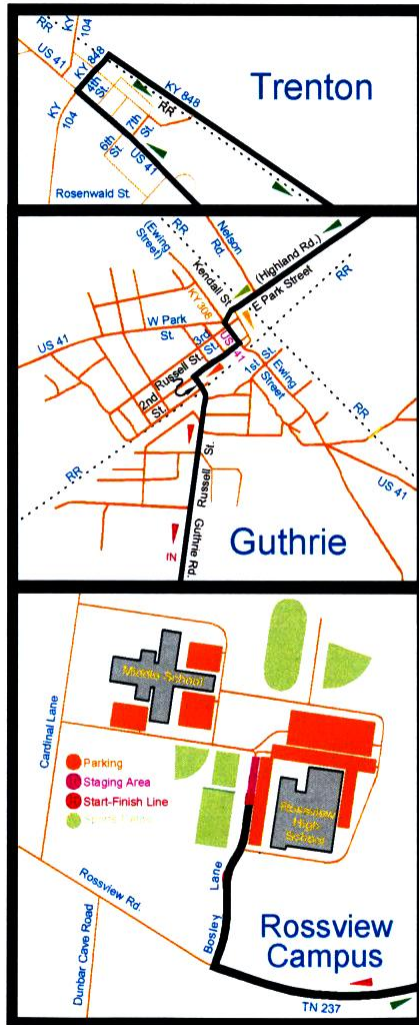 RR
KY
104
US 41
KY 848
KY 848
RR
4th
St.
7th
St.
6th
St.
US 41
KY
104
Rosenwald St.
Trenton
RR
(Ewing
Street)
Nelson
Rd.
Kendall St
(Highland Rd.)
E Park Street
RR
KY 308
W Park
St.
US 41
3rd
St.
US 41
1st
St.
Ewing
Street
Russell St.
2nd
St.
RR
RR
US 41
St.
Russell
Guthrie Rd.
Guthrie
Middle School
Cardinal Lane
Parking
Staging Area
Start-Finish Line
Rossview
High
School
Rossview Rd.
Bosley Lane
Dunbar Cave Road
Rossview
Campus
TN 237